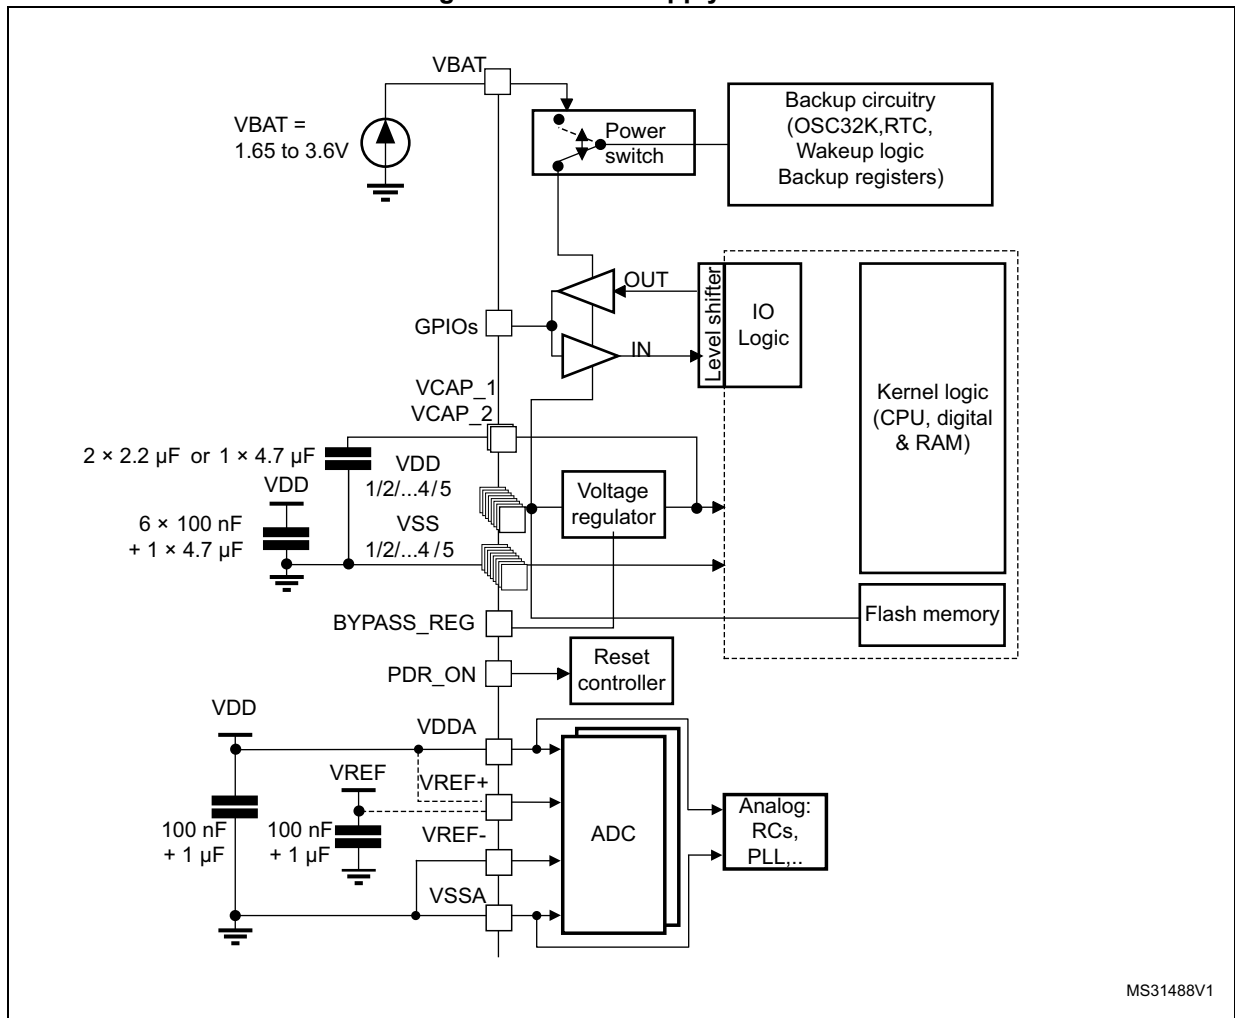 VBAT
VBAT =
1.65 to 3.6V
Power
switch
Backup circuitry
(OSC32K,RTC,
Wakeup logic
Backup registers)
OUT
GPIOs
IN
Level shifter
IO
Logic
Kernel logic
(CPU, digital
& RAM)
VCAP_1
VCAP_2
2 × 2.2 µF or 1 × 4.7 µF
VDD
VDD
1/2/...4/5
Voltage
regulator
6 × 100 nF
+ 1 × 4.7 µF
VSS
1/2/...4/5
Flash memory
BYPASS_REG
PDR_ON
Reset
controller
VDD
VDDA
VREF
VREF+
100 nF
+ 1 µF
100 nF
+ 1 µF
VREF-
ADC
Analog:
RCs,
PLL,..
VSSA
MS31488V1